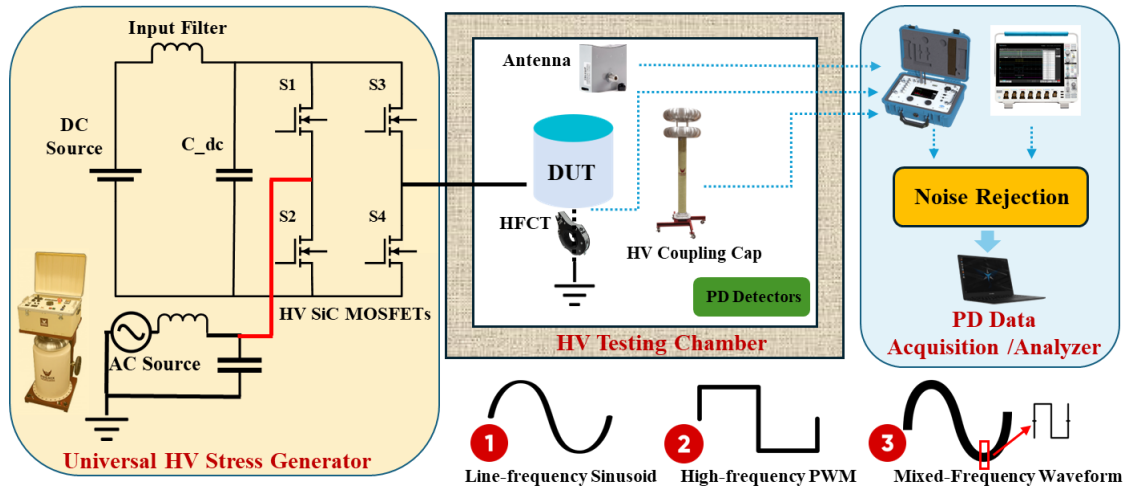 Input Filter
S1
S3
DC
Source
C_dc
S2
S4
HV SiC MOSFETs
AC Source
Universal HV Stress Generator
Antenna
DUT
HFCT
HV Coupling Cap
PD Detectors
HV Testing Chamber
Noise Rejection
PD Data
Acquisition /Analyzer
1
Line-frequency Sinusoid
2
High-frequency PWM
3
Mixed-Frequency Waveform